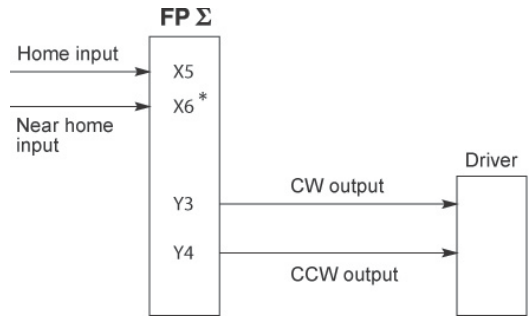 FP Σ
Home input
X5
X6 *
Near home
input
Driver
Y3
CW output
Y4
CCW output